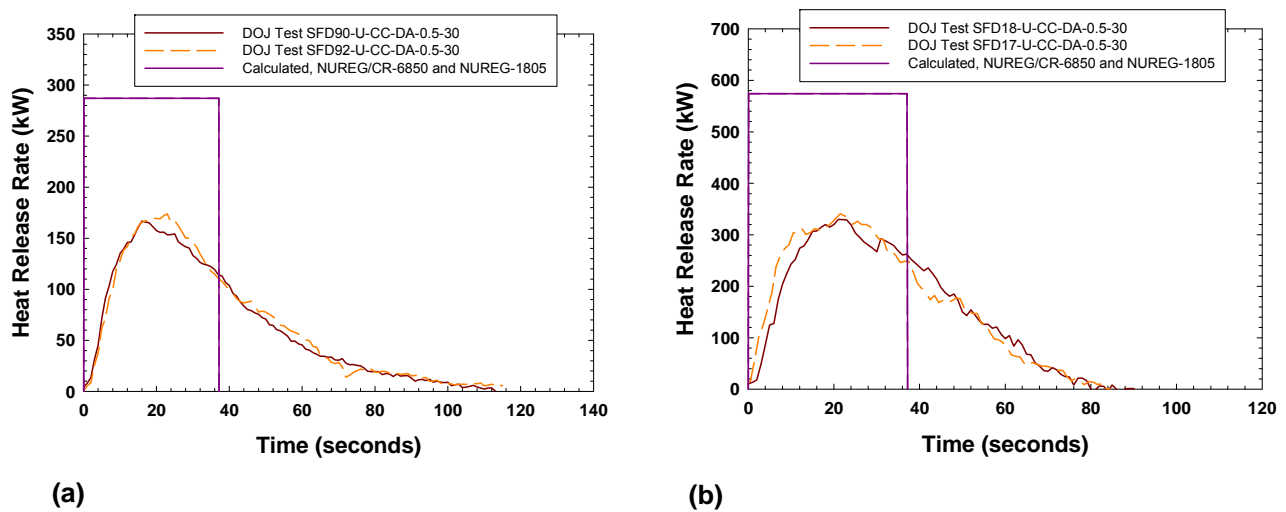 DOJ Test SFD90-U-CC-DA-0.5-30
DOJ Test SFD92-U-CC-DA-0.5-30
Calculated, NUREG/CR-6850 and NUREG-1805
Heat Release Rate (kW)
350
300
250
200
150
100
50
0
0 20 40 60 80 100 120 140
Time (seconds)
(a)
DOJ Test SFD18-U-CC-DA-0.5-30
DOJ Test SFD17-U-CC-DA-0.5-30
Calculated, NUREG/CR-6850 and NUREG-1805
Heat Release Rate (kW)
700
600
500
400
300
200
100
0
0 20 40 60 80 100 120
Time (seconds)
(b)